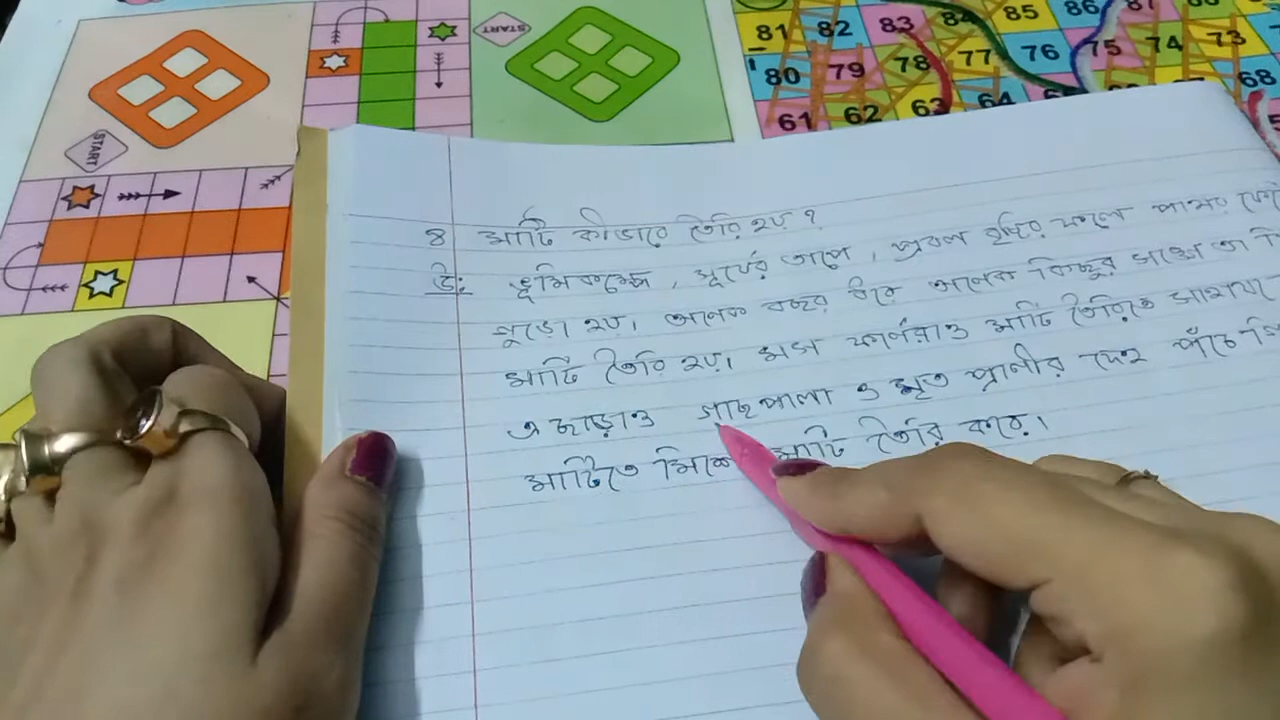 START
START
81 82 83 84 85 86 87
80 79 78 77 76 75 74 73
61 62 63 64 68
৪ মাটি কীভাবে তৈরি হয় ?
উঃ ভূমিকম্পে , সূর্যের তাপে , প্রবল বৃষ্টির ফলে পাথর
গুড়ো হয়। অনেক বছর ধরে অনেক কিছুর সঙ্গে তা
মাটি তৈরি হয়। মস ফার্নরাও মাটি তৈরিতে সাহায্য
এছাড়াও গাছপালা ও মৃত প্রাণীর দেহ পঁচে
মাটিতে মিশে মাটি তৈরি করে।